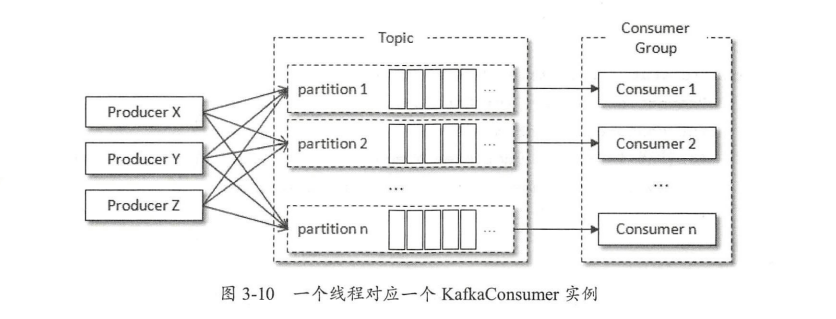 Topic
Consumer
Group
Producer X
Producer Y
Producer Z
partition 1
...
partition 2
...
...
partition n
...
Consumer 1
Consumer 2
...
Consumer n
图 3-10 一个线程对应一个 KafkaConsumer 实例